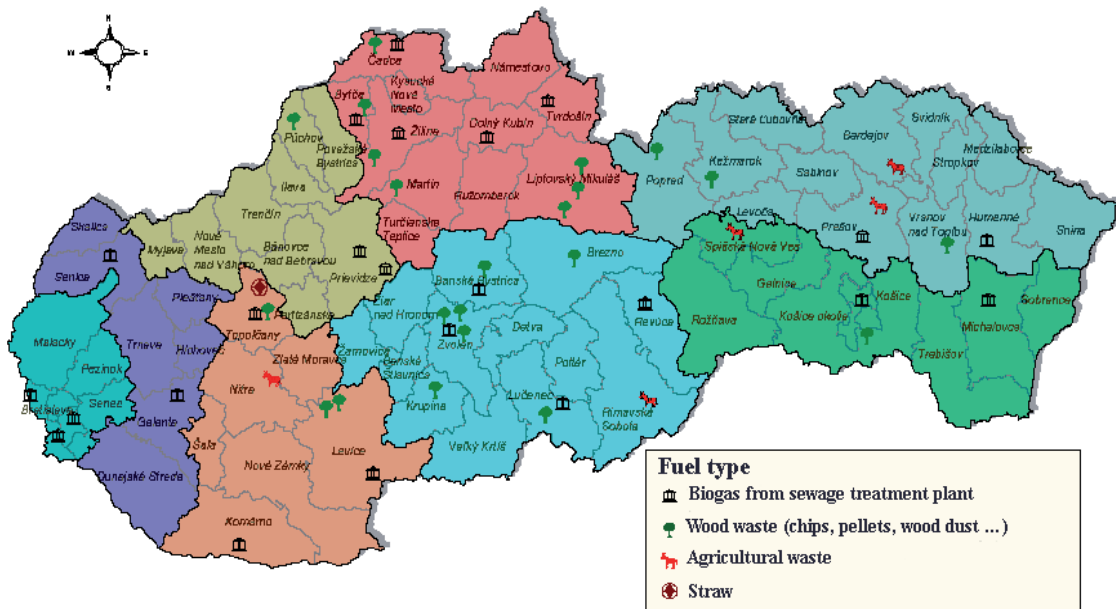 N
W
E
S
Čadca
Kysucké
Nové
Mesto
Bytča
Žilina
Námestovo
Tvrdošín
Dolný Kubín
Martin
Ružomberok
Liptovský Mikuláš
Turčianske
Teplice
Púchov
Považská
Bystrica
Ilava
Trenčín
Myjava
Nové
Mesto
nad Váhom
Bánovce
nad Bebravou
Prievidza
Partizánske
Skalica
Senica
Piešťany
Trnava
Hlohovec
Galanta
Dunajská Streda
Malacky
Pezinok
Senec
Bratislava
Topoľčany
Zlaté Moravce
Nitra
Šaľa
Nové Zámky
Levice
Komárno
Žiar
nad Hronom
Žarnovica
Banská
Štiavnica
Banská Bystrica
Brezno
Zvolen
Detva
Krupina
Poltár
Lučenec
Veľký Krtíš
Revúca
Rimavská
Sobota
Poprad
Kežmarok
Stará Ľubovňa
Levoča
Sabinov
Bardejov
Svidník
Stropkov
Medzilaborce
Prešov
Vranov
nad Topľou
Humenné
Snina
Spišská Nová Ves
Gelnica
Rožňava
Košice okolie
Košice
Trebišov
Michalovce
Sobrance
Fuel type
Biogas from sewage treatment plant
Wood waste (chips, pellets, wood dust ...)
Agricultural waste
Straw